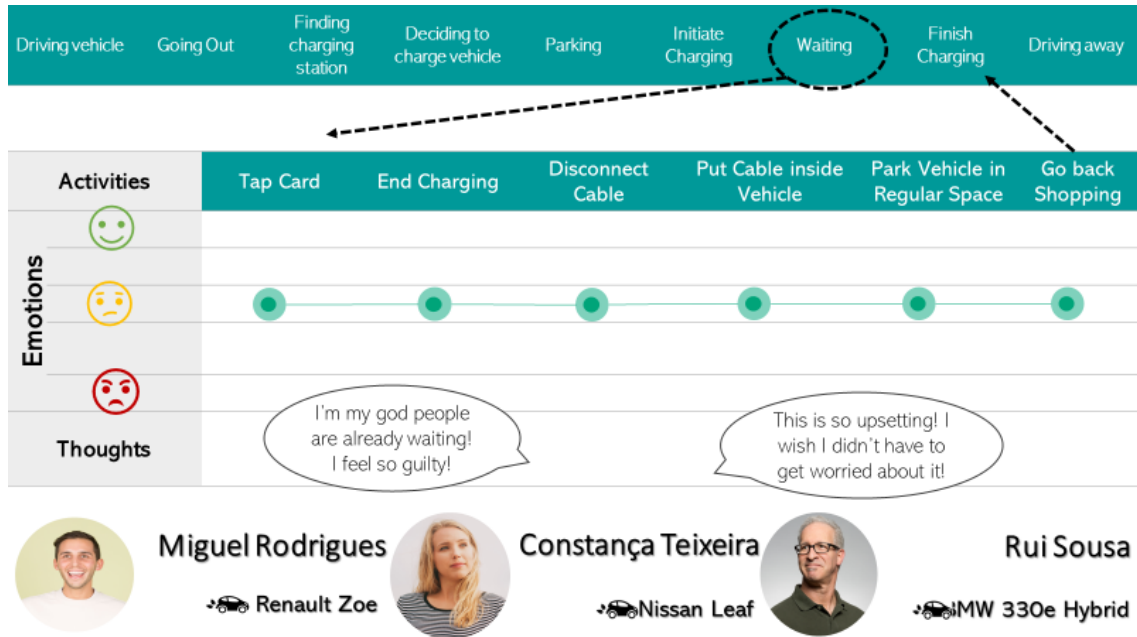 Driving vehicle
Going Out
Finding
charging
station
Deciding to
charge vehicle
Parking
Initiate
Charging
Waiting
Finish
Charging
Driving away
Activities
Tap Card
End Charging
Disconnect
Cable
Put Cable inside
Vehicle
Park Vehicle in
Regular Space
Go back
Shopping
Emotions
Thoughts
I'm my god people
are already waiting!
I feel so guilty!
This is so upsetting! I
wish I didn't have to
get worried about it!
Miguel Rodrigues
Renault Zoe
Constança Teixeira
Nissan Leaf
Rui Sousa
MW 330e Hybrid